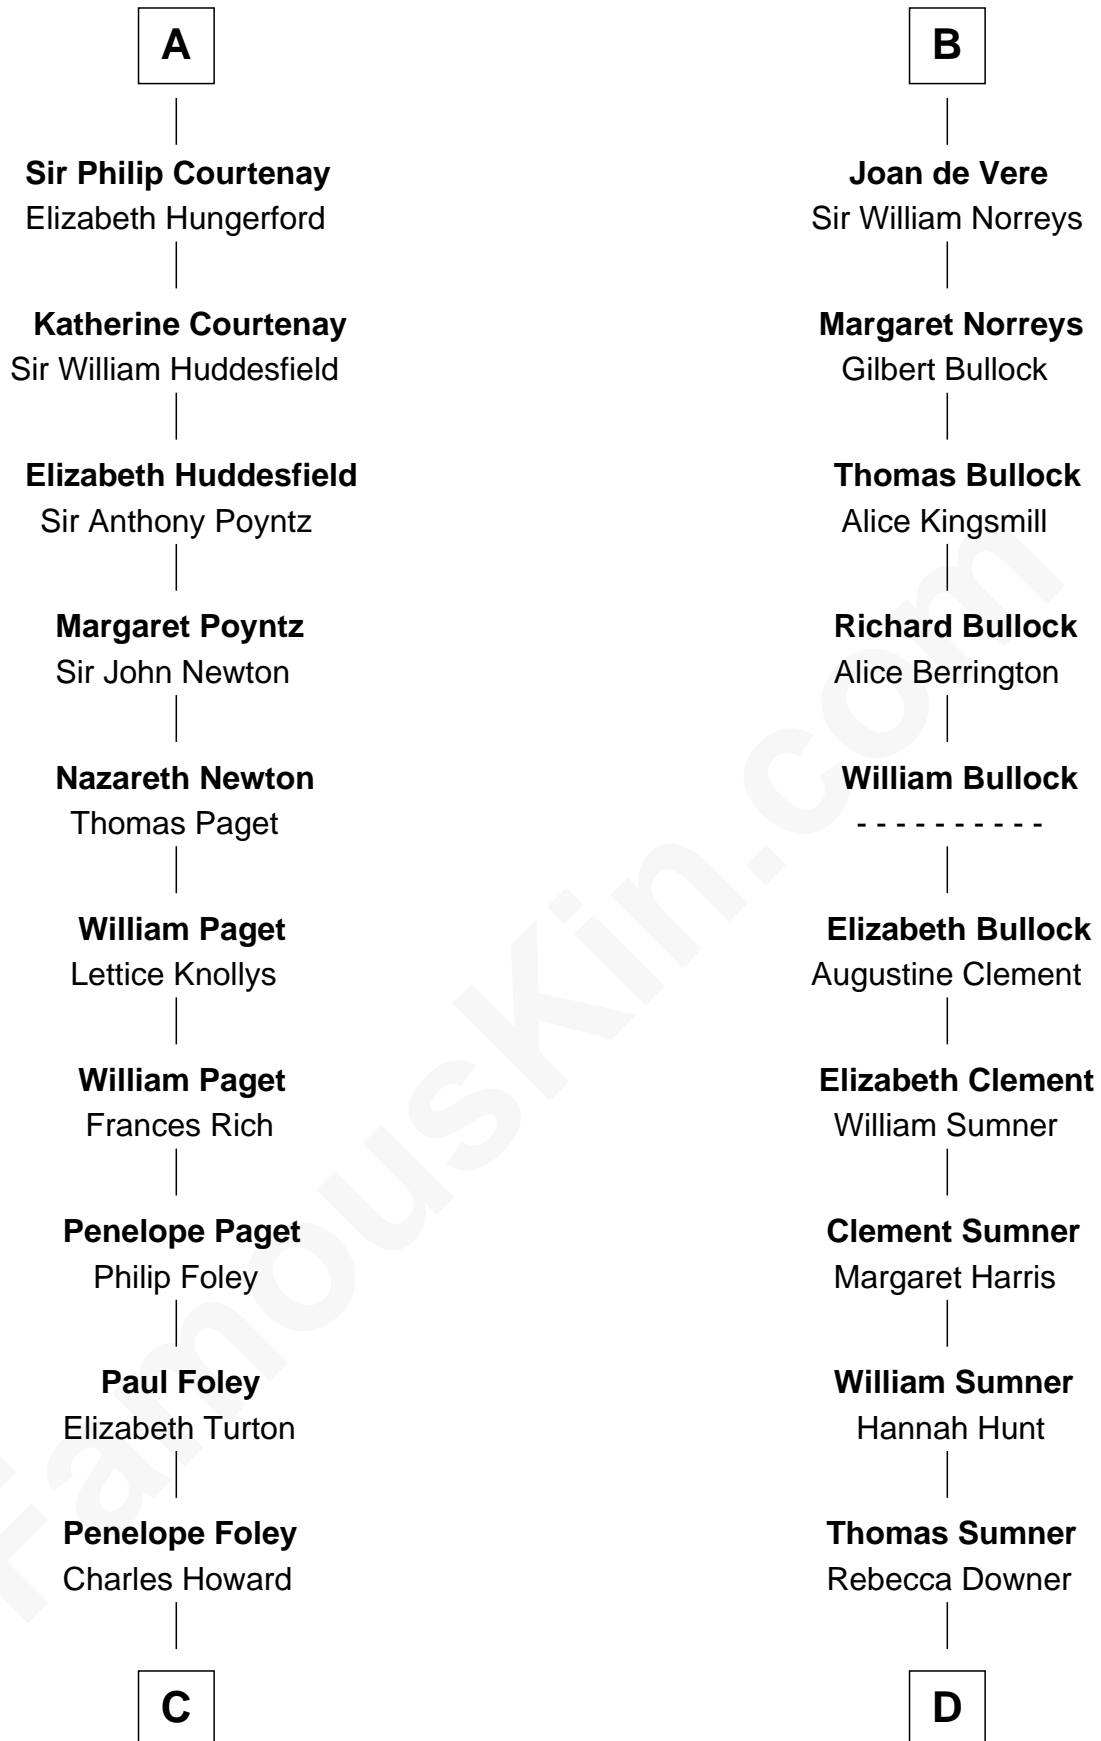 A
Sir Philip Courtenay
Elizabeth Hungerford
Katherine Courtenay
Sir William Huddesfield
Elizabeth Huddesfield
Sir Anthony Poyntz
Margaret Poyntz
Sir John Newton
Nazareth Newton
Thomas Paget
William Paget
Lettice Knollys
William Paget
Frances Rich
Penelope Paget
Philip Foley
Paul Foley
Elizabeth Turton
Penelope Foley
Charles Howard
C
B
Joan de Vere
Sir William Norreys
Margaret Norreys
Gilbert Bullock
Thomas Bullock
Alice Kingsmill
Richard Bullock
Alice Berrington
William Bullock
- - - - - - - - - -
Elizabeth Bullock
Augustine Clement
Elizabeth Clement
William Sumner
Clement Sumner
Margaret Harris
William Sumner
Hannah Hunt
Thomas Sumner
Rebecca Downer
D
FamousKin.com